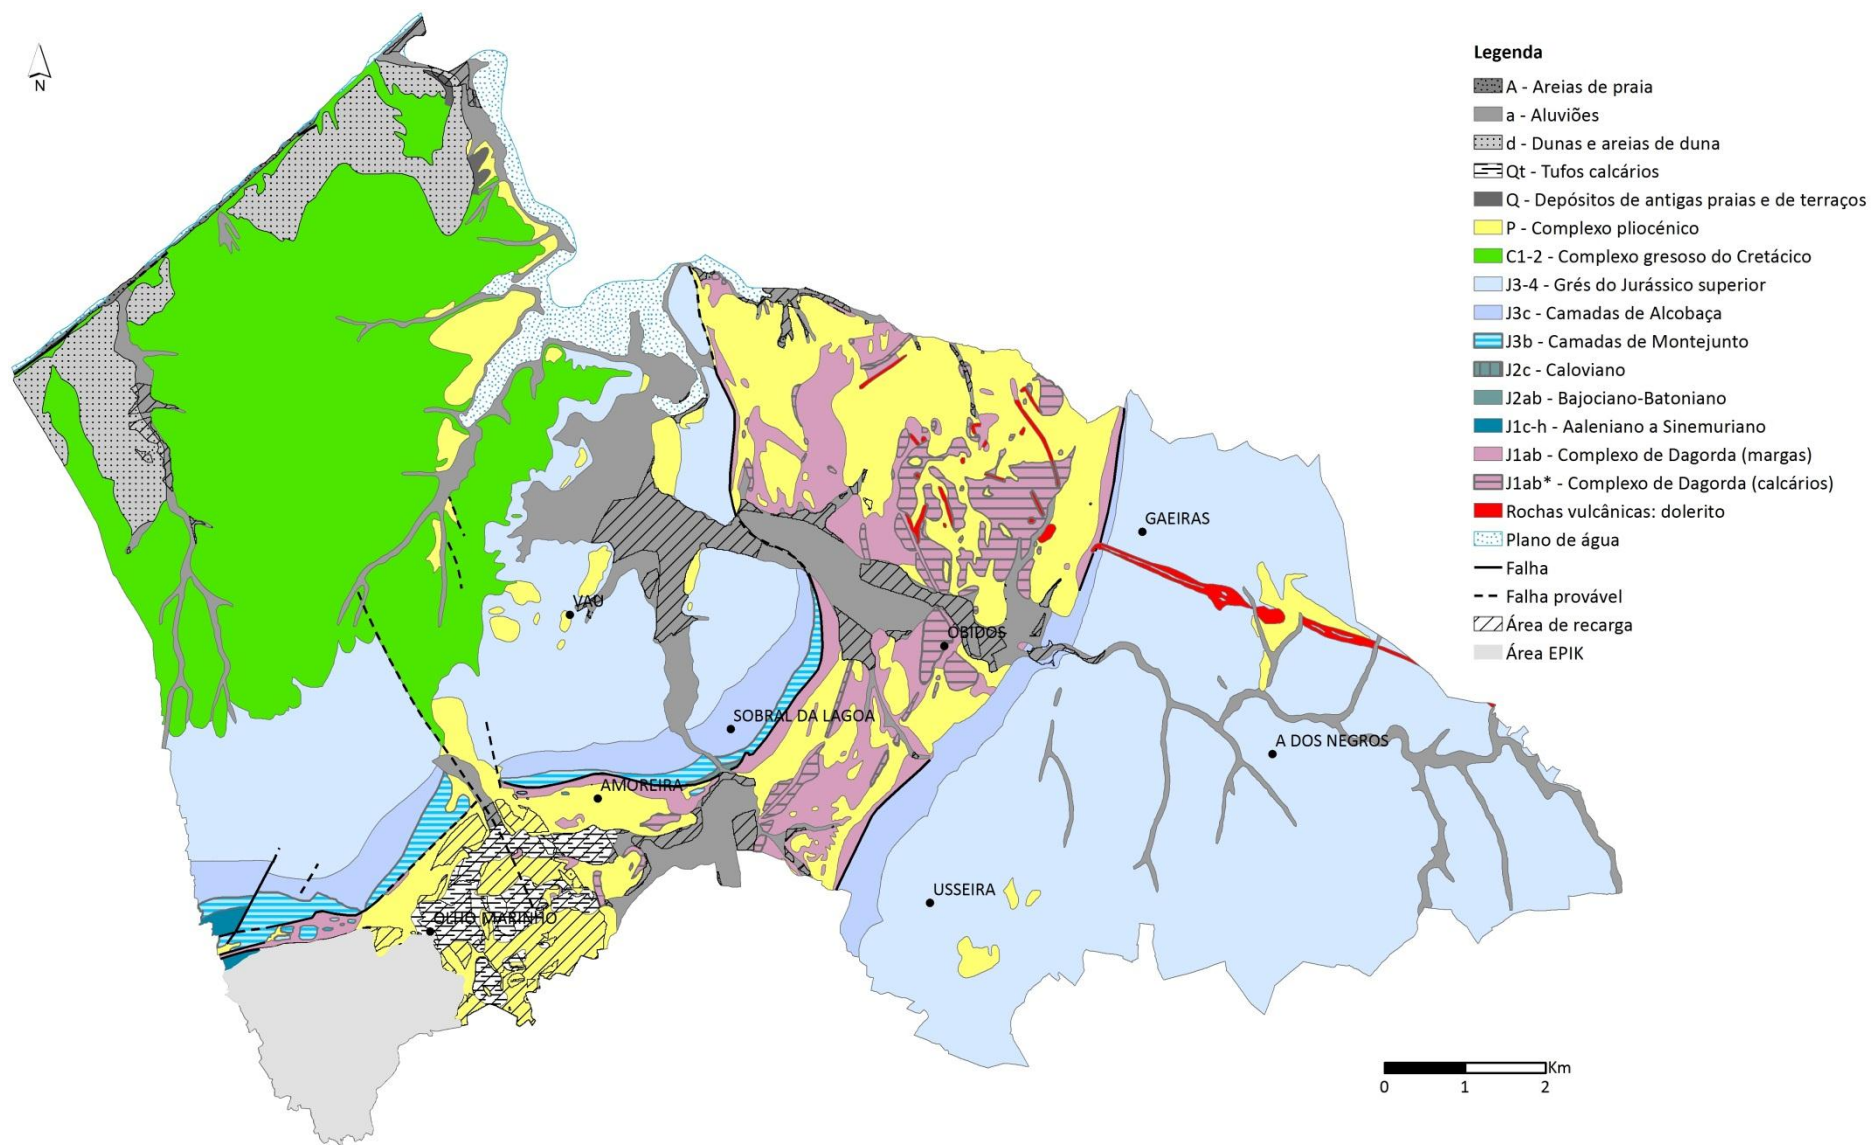 N
Legenda
A - Areias de praia
a - Aluviões
d - Dunas e areias de duna
Qt - Tufos calcários
Q - Depósitos de antigas praias e de terraços
P - Complexo pliocénico
C1-2 - Complexo gresoso do Cretácico
J3-4 - Grés do Jurássico superior
J3c - Camadas de Alcobaça
J3b - Camadas de Montejunto
J2c - Caloviano
J2ab - Bajociano-Batoniano
J1c-h - Aaleniano a Sinemuriano
J1ab - Complexo de Dagorda (margas)
J1ab* - Complexo de Dagorda (calcários)
Rochas vulcânicas: dolerito
Plano de água
Falha
Falha provável
Área de recarga
Área EPIK
GAEIRAS
VAU
ÓBIDOS
SOBRAL DA LAGOA
A DOS NEGROS
AMOREIRA
USSEIRA
OLHO MARINHO
Km
0 1 2